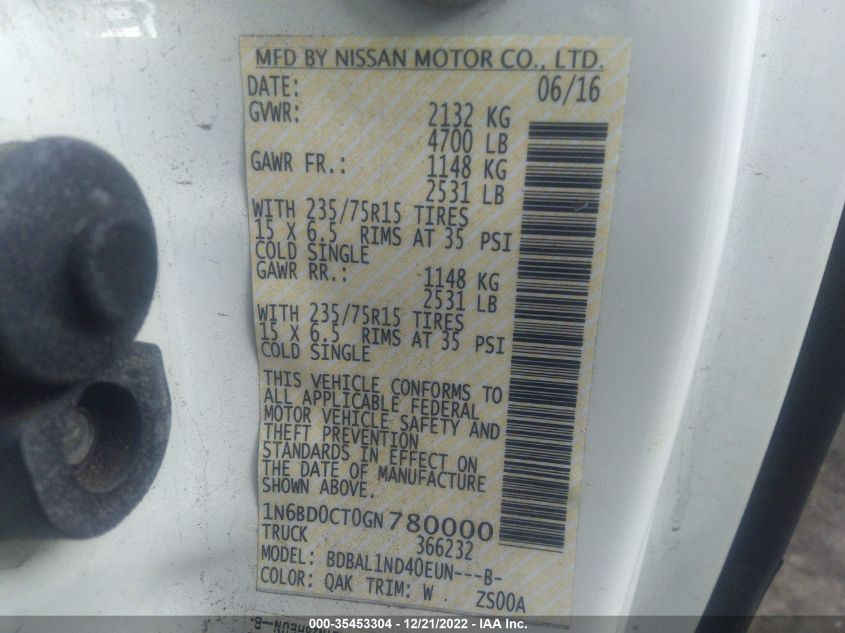 MFD BY NISSAN MOTOR CO., LTD.
DATE: 06/16
GVWR: 2132 KG
4700 LB
GAWR FR.: 1148 KG
2531 LB
WITH 235/75R15 TIRES
15 X 6.5 RIMS AT 35 PSI
COLD SINGLE
GAWR RR.: 1148 KG
2531 LB
WITH 235/75R15 TIRES
15 X 6.5 RIMS AT 35 PSI
COLD SINGLE
THIS VEHICLE CONFORMS TO
ALL APPLICABLE FEDERAL
MOTOR VEHICLE SAFETY AND
THEFT PREVENTION
STANDARDS IN EFFECT ON
THE DATE OF MANUFACTURE
SHOWN ABOVE.
1N6BD0CT0GN780000
TRUCK 366232
MODEL: BDBAL1ND40EUN---B-
COLOR: QAK TRIM: W ZS00A
000-35453304 - 12/21/2022 - IAA Inc.